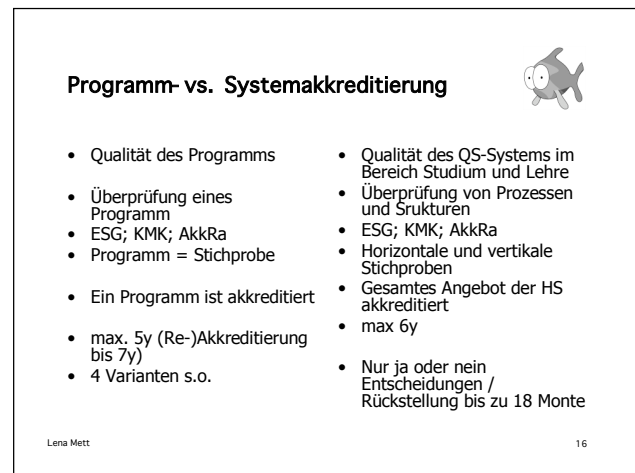 Programm- vs. Systemakkreditierung
• Qualität des Programms
• Überprüfung eines
Programm
• ESG; KMK; AkkRa
• Programm = Stichprobe
• Ein Programm ist akkreditiert
• max. 5y (Re-)Akkreditierung
bis 7y)
• 4 Varianten s.o.
• Qualität des QS-Systems im
Bereich Studium und Lehre
• Überprüfung von Prozessen
und Srukturen
• ESG; KMK; AkkRa
• Horizontale und vertikale
Stichproben
• Gesamtes Angebot der HS
akkreditiert
• max 6y
• Nur ja oder nein
Entscheidungen /
Rückstellung bis zu 18 Monte
Lena Mett
16